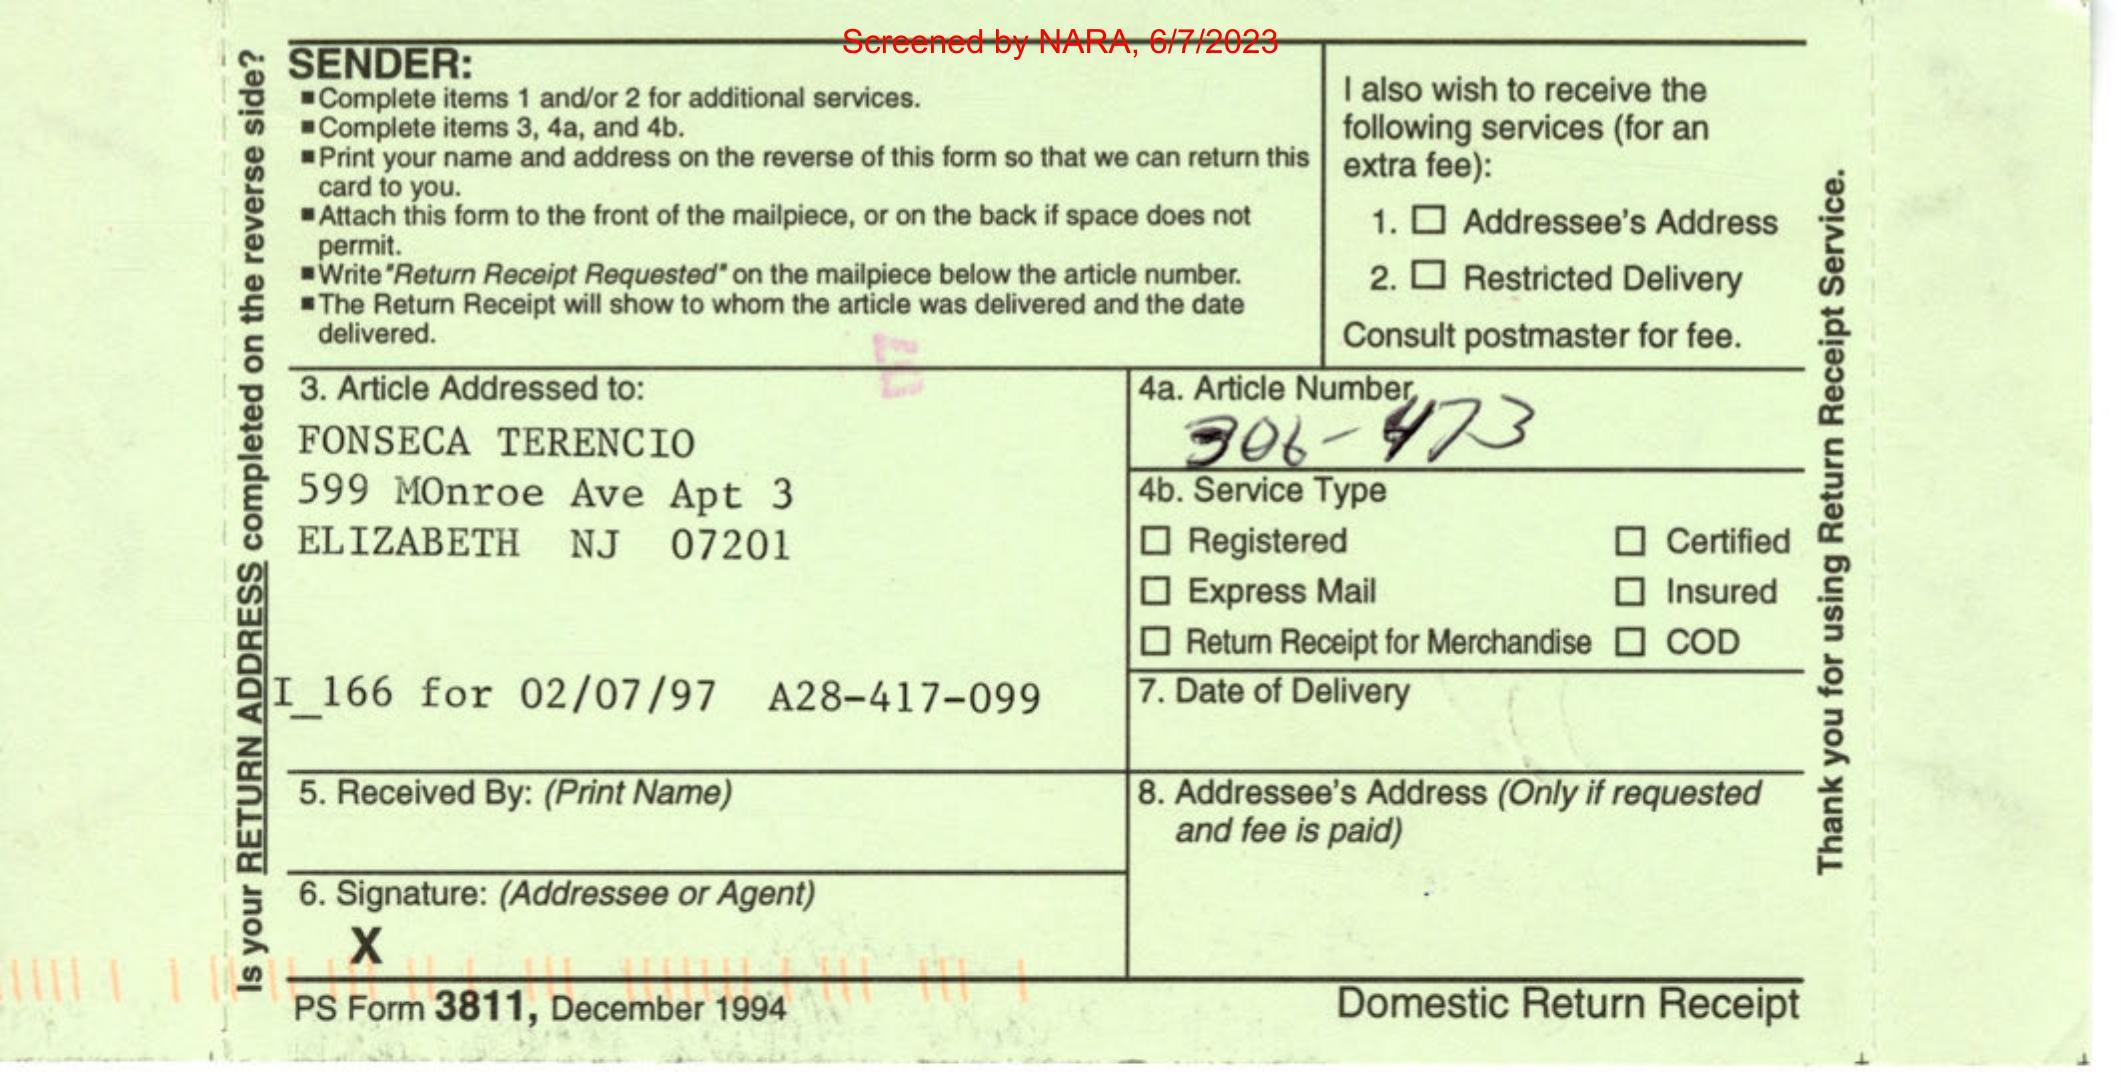 Screened by NARA, 6/7/2023
Is your RETURN ADDRESS completed on the reverse side?
SENDER:
■ Complete items 1 and/or 2 for additional services.
■ Complete items 3, 4a, and 4b.
■ Print your name and address on the reverse of this form so that we can return this
card to you.
■ Attach this form to the front of the mailpiece, or on the back if space does not
permit.
■ Write "Return Receipt Requested" on the mailpiece below the article number.
■ The Return Receipt will show to whom the article was delivered and the date
delivered.
I also wish to receive the
following services (for an
extra fee):
1. ☐ Addressee's Address
2. ☐ Restricted Delivery
Consult postmaster for fee.
3. Article Addressed to:
FONSECA TERENCIO
599 MOnroe Ave Apt 3
ELIZABETH NJ 07201
I_166 for 02/07/97 A28-417-099
4a. Article Number
306-473
4b. Service Type
☐ Registered ☐ Certified
☐ Express Mail ☐ Insured
☐ Return Receipt for Merchandise ☐ COD
7. Date of Delivery
5. Received By: (Print Name)
8. Addressee's Address (Only if requested
and fee is paid)
6. Signature: (Addressee or Agent)
X
PS Form 3811, December 1994
Domestic Return Receipt
Thank you for using Return Receipt Service.